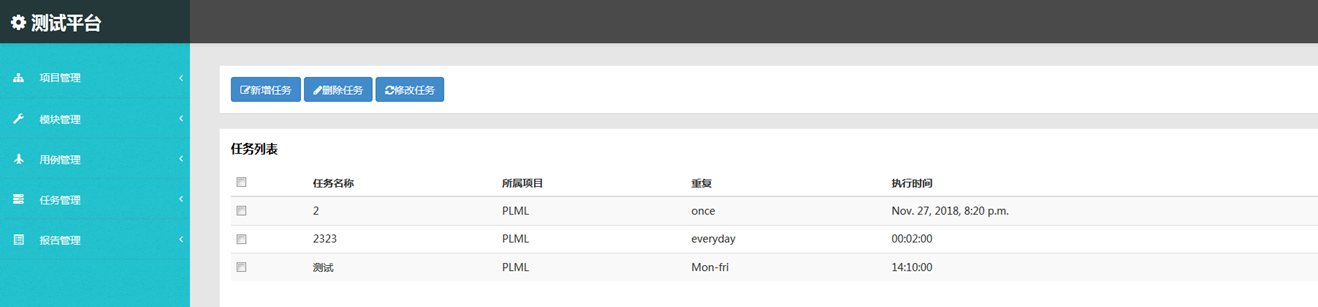 测试平台
项目管理
模块管理
用例管理
任务管理
报告管理
新增任务 删除任务 修改任务
任务列表
任务名称 所属项目 重复 执行时间
2 PLML once Nov. 27, 2018, 8:20 p.m.
2323 PLML everyday 00:02:00
测试 PLML Mon-fri 14:10:00